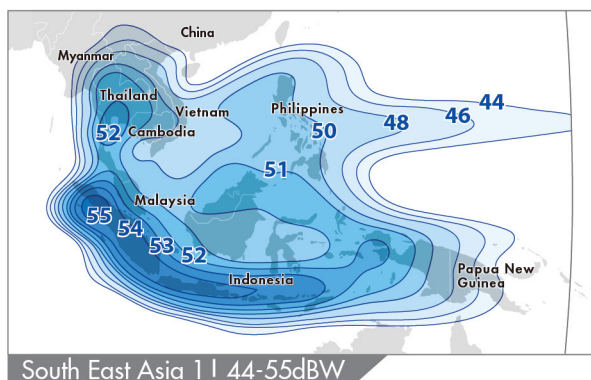 China
Myanmar
Thailand
Vietnam
Philippines
44
46
48
50
52
Cambodia
51
Malaysia
55
54
53
52
Indonesia
Papua New
Guinea
South East Asia 1 | 44-55dBW